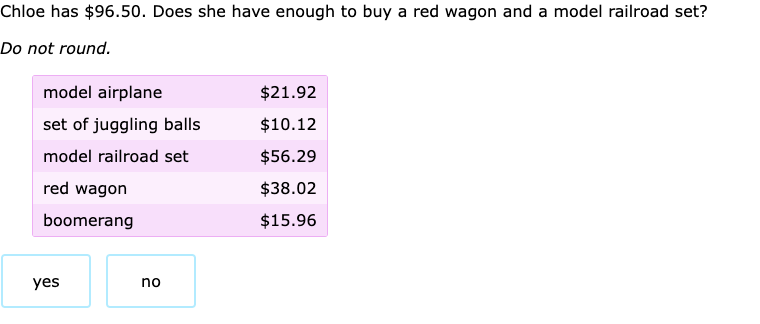 Chloe has $96.50. Does she have enough to buy a red wagon and a model railroad set?
Do not round.
model airplane $21.92
set of juggling balls $10.12
model railroad set $56.29
red wagon $38.02
boomerang $15.96
yes no